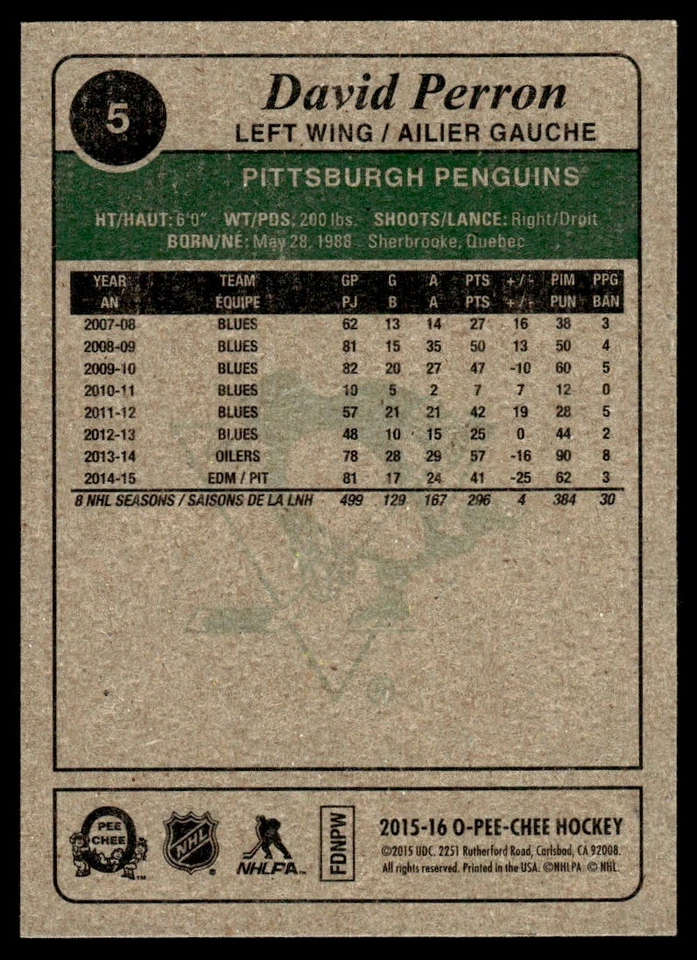 5
David Perron
LEFT WING / AILIER GAUCHE
PITTSBURGH PENGUINS
HT/HAUT: 6'0" WT/PDS. 200 lbs. SHOOTS/LANCE: Right/Droit
BORN/NÉ: May 28, 1988 Sherbrooke, Quebec
YEAR TEAM GP G A PTS +/- PIM PPG
AN ÉQUIPE PJ B A PTS +/- PUN BAN
2007-08 BLUES 62 13 14 27 16 38 3
2008-09 BLUES 81 15 35 50 13 50 4
2009-10 BLUES 82 20 27 47 -10 60 5
2010-11 BLUES 10 5 2 7 7 12 0
2011-12 BLUES 57 21 21 42 19 28 5
2012-13 BLUES 48 10 15 25 0 44 2
2013-14 OILERS 78 28 29 57 -16 90 8
2014-15 EDM / PIT 81 17 24 41 -25 62 3
8 NHL SEASONS / SAISONS DE LA LNH 499 129 167 296 4 384 30
®
O PEE CHEE TM
NHL ®
NHLPA TM
FDNPW
2015-16 O-PEE-CHEE HOCKEY
©2015 UDC. 2251 Rutherford Road, Carlsbad, CA 92008.
All rights reserved. Printed in the USA. ©NHLPA. © NHL.